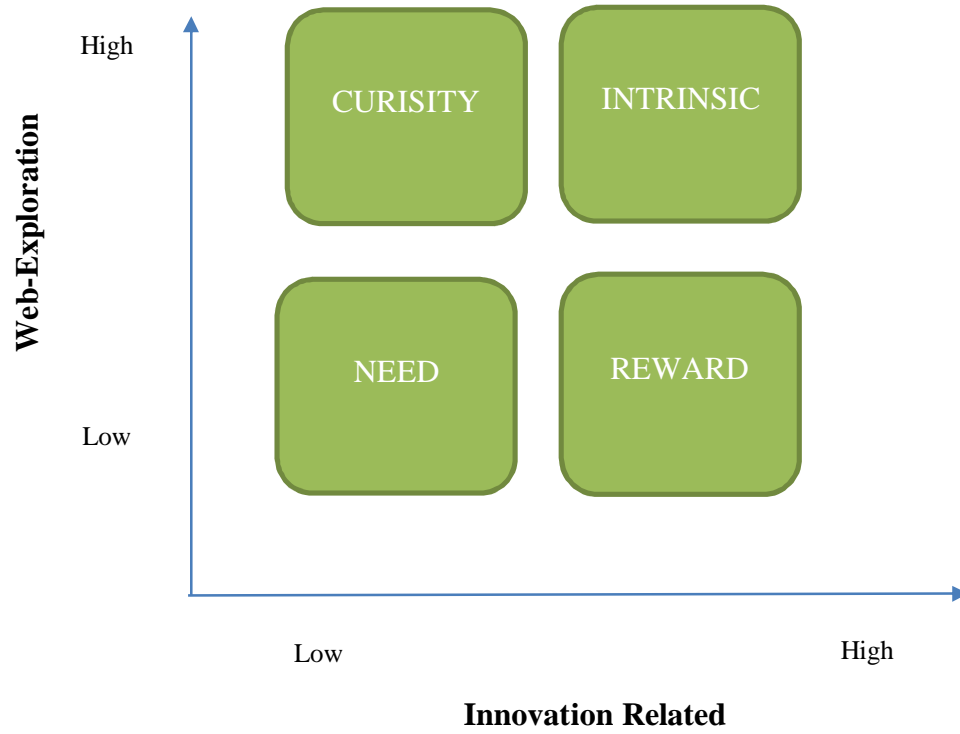 High
CURISITY
INTRINSIC
Web-Exploration
NEED
REWARD
Low
Low
High
Innovation Related